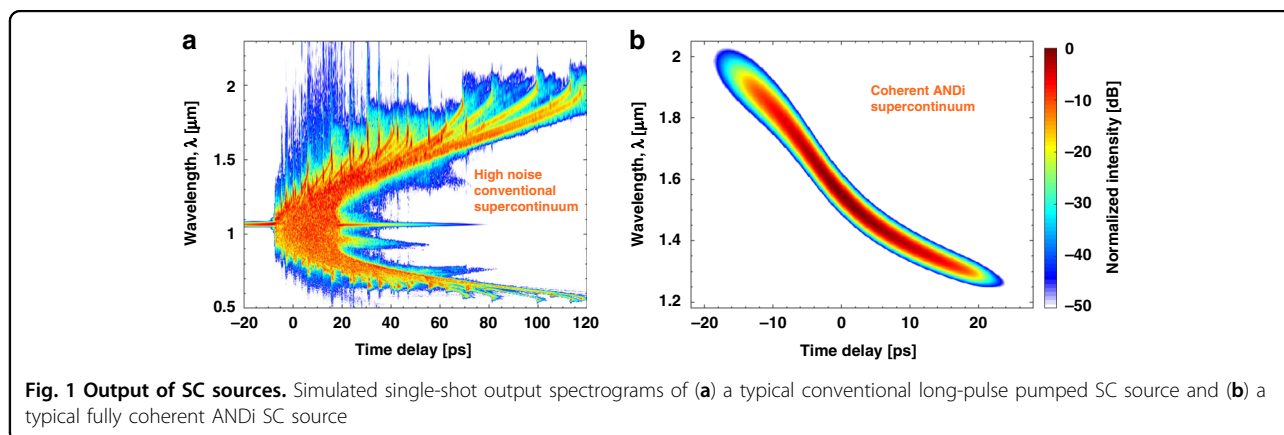 a
2
1.5
1
0.5
Wavelength, λ [μm]
High noise
conventional
supercontinuum
−20
0
20
40
60
80
100
120
Time delay [ps]
b
2
1.8
1.6
1.4
1.2
Wavelength, λ [μm]
Coherent ANDi
supercontinuum
−20
−10
0
10
20
Time delay [ps]
0
−10
−20
−30
−40
−50
Normalized intensity [dB]
Fig. 1 Output of SC sources. Simulated single-shot output spectrograms of (a) a typical conventional long-pulse pumped SC source and (b) a
typical fully coherent ANDi SC source